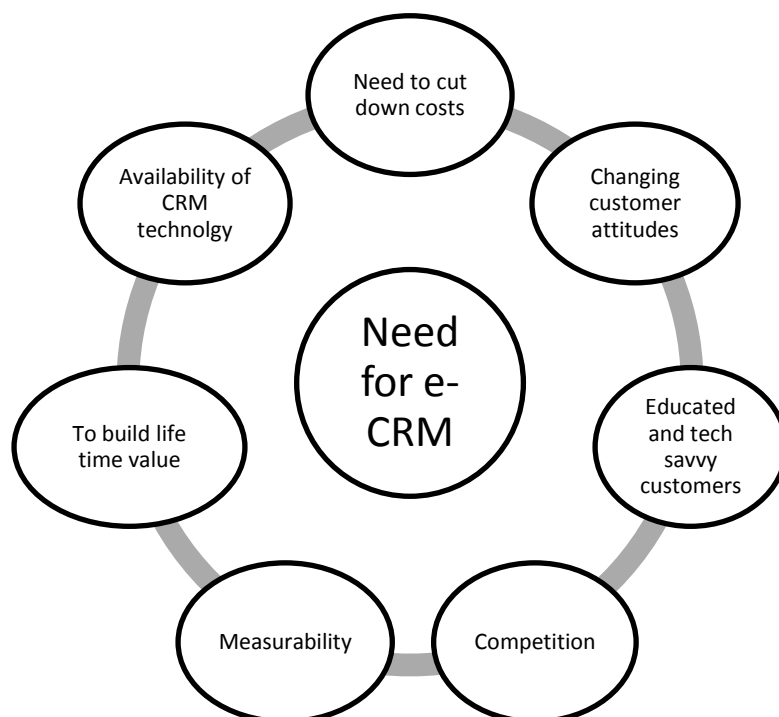 Need to cut
down costs
Changing
customer
attitudes
Educated
and tech
savvy
customers
Competition
Measurability
To build life
time value
Availability of
CRM
technolgy
Need
for e-
CRM